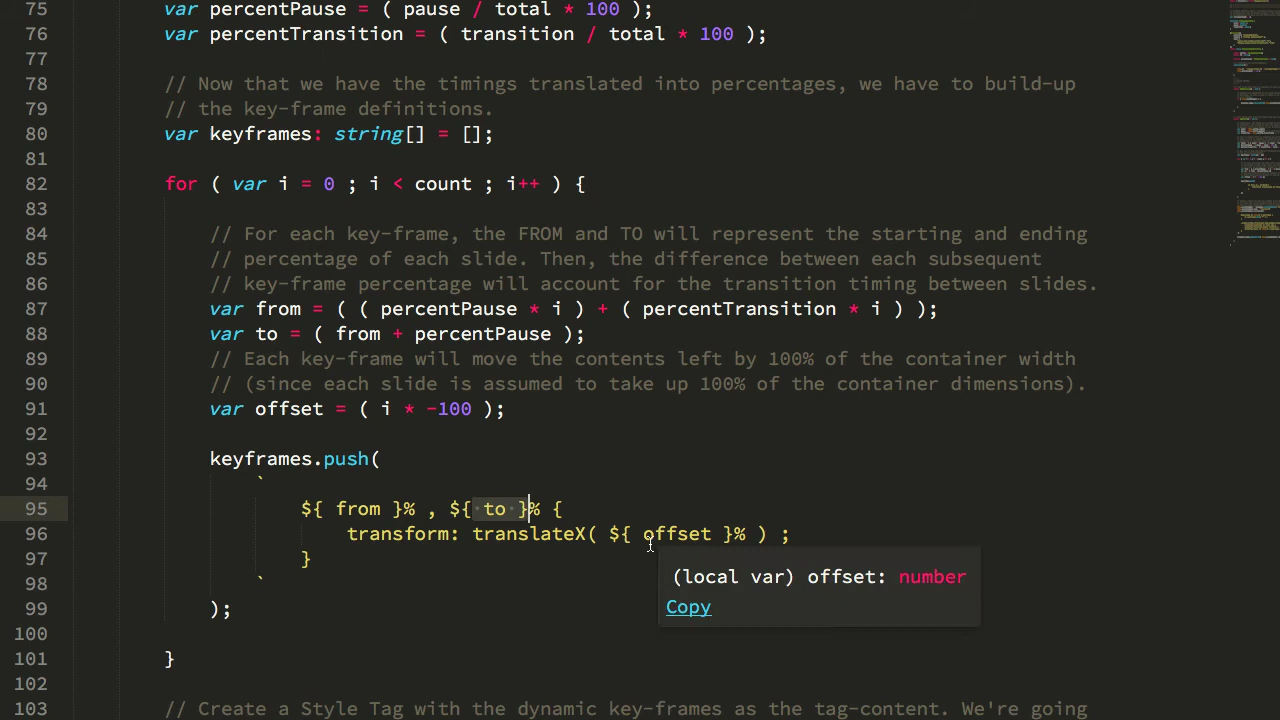 75 var percentPause = ( pause / total * 100 );
76 var percentTransition = ( transition / total * 100 );
77
78 // Now that we have the timings translated into percentages, we have to build-up
79 // the key-frame definitions.
80 var keyframes: string[] = [];
81
82 for ( var i = 0 ; i < count ; i++ ) {
83
84 // For each key-frame, the FROM and TO will represent the starting and ending
85 // percentage of each slide. Then, the difference between each subsequent
86 // key-frame percentage will account for the transition timing between slides.
87 var from = ( ( percentPause * i ) + ( percentTransition * i ) );
88 var to = ( from + percentPause );
89 // Each key-frame will move the contents left by 100% of the container width
90 // (since each slide is assumed to take up 100% of the container dimensions).
91 var offset = ( i * -100 );
92
93 keyframes.push(
94 `
95 ${ from }% , ${ to }% {
96 transform: translateX( ${ offset }% ) ;
97 }
(local var) offset: number
98 `
Copy
99 );
100
101 }
102
103 // Create a Style Tag with the dynamic key-frames as the tag-content. We're going